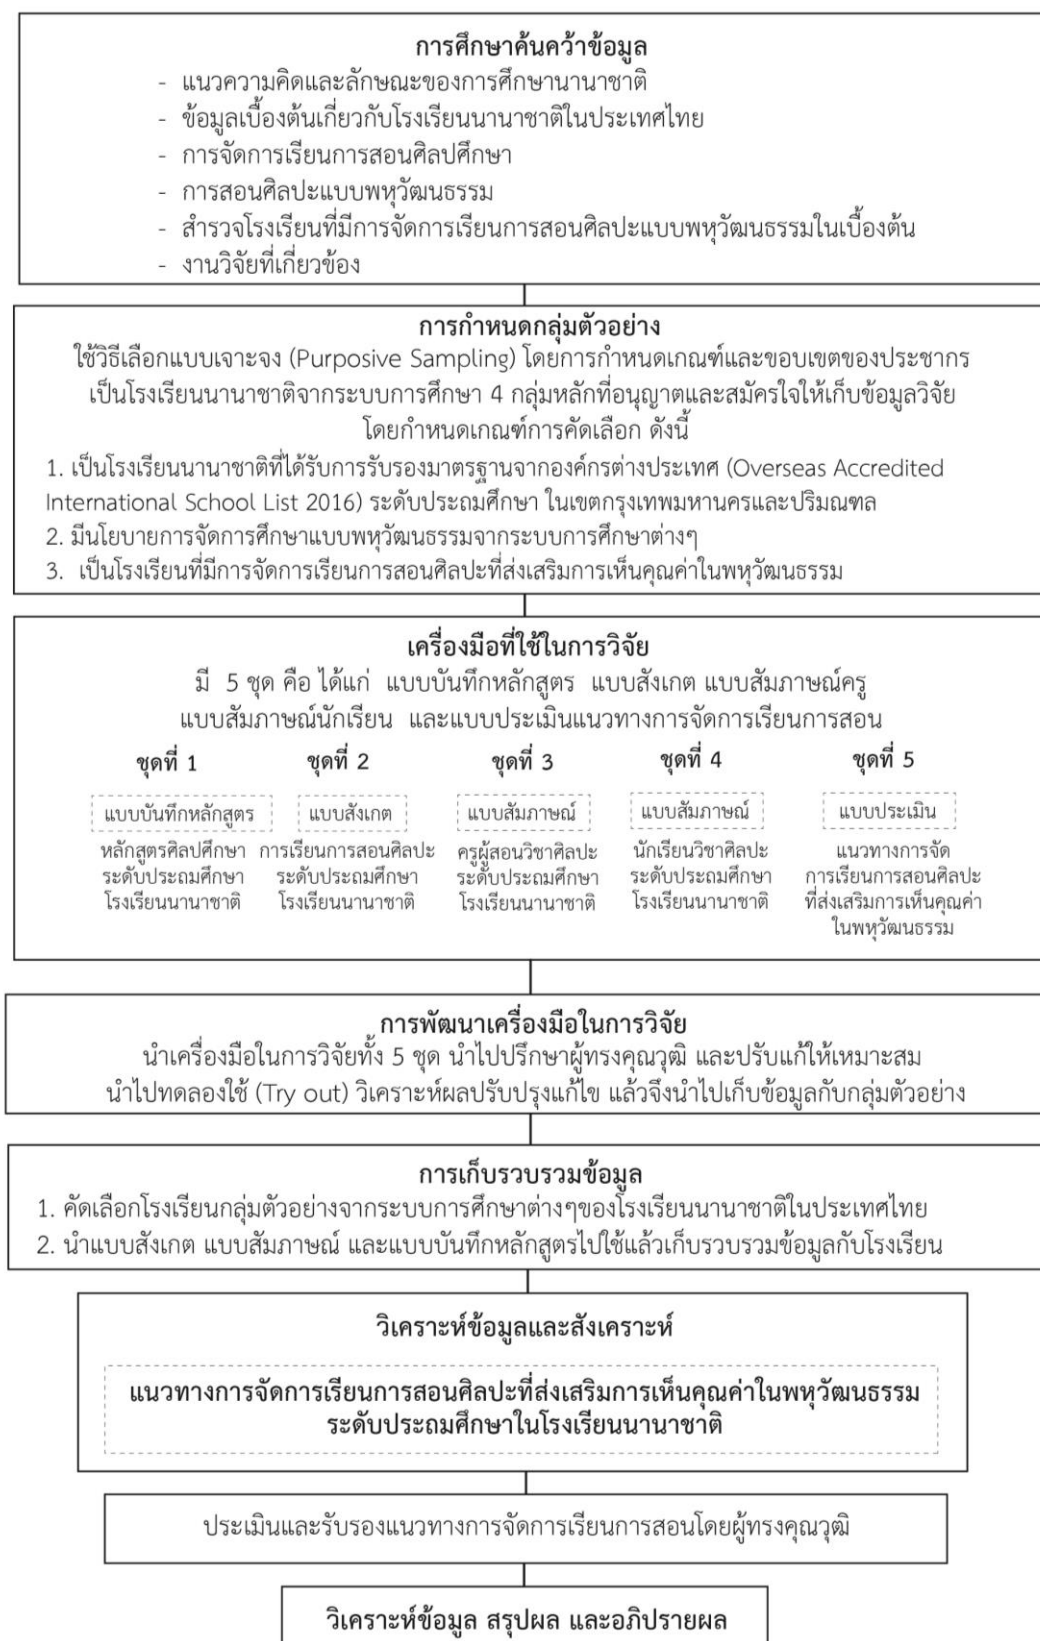 การศึกษาค้นคว้าข้อมูล
- แนวความคิดและลักษณะของการศึกษานานาชาติ
- ข้อมูลเบื้องต้นเกี่ยวกับโรงเรียนนานาชาติในประเทศไทย
- การจัดการเรียนการสอนศิลปศึกษา
- การสอนศิลปะแบบพหุวัฒนธรรม
- สำรวจโรงเรียนที่มีการจัดการเรียนการสอนศิลปะแบบพหุวัฒนธรรมในเบื้องต้น
- งานวิจัยที่เกี่ยวข้อง
การกำหนดกลุ่มตัวอย่าง
ใช้วิธีเลือกแบบเจาะจง (Purposive Sampling) โดยการกำหนดเกณฑ์และขอบเขตของประชากร
เป็นโรงเรียนนานาชาติจากระบบการศึกษา 4 กลุ่มหลักที่อนุญาตและสมัครใจให้เก็บข้อมูลวิจัย
โดยกำหนดเกณฑ์การคัดเลือก ดังนี้
1. เป็นโรงเรียนนานาชาติที่ได้รับการรับรองมาตรฐานจากองค์กรต่างประเทศ (Overseas Accredited
International School List 2016) ระดับประถมศึกษา ในเขตกรุงเทพมหานครและปริมณฑล
2. มีนโยบายการจัดการศึกษาแบบพหุวัฒนธรรมจากระบบการศึกษาต่างๆ
3. เป็นโรงเรียนที่มีการจัดการเรียนการสอนศิลปะที่ส่งเสริมการเห็นคุณค่าในพหุวัฒนธรรม
เครื่องมือที่ใช้ในการวิจัย
มี 5 ชุด คือ ได้แก่ แบบบันทึกหลักสูตร แบบสังเกต แบบสัมภาษณ์ครู
แบบสัมภาษณ์นักเรียน และแบบประเมินแนวทางการจัดการเรียนการสอน
ชุดที่ 1
แบบบันทึกหลักสูตร
หลักสูตรศิลปศึกษา
ระดับประถมศึกษา
โรงเรียนนานาชาติ
ชุดที่ 2
แบบสังเกต
การเรียนการสอนศิลปะ
ระดับประถมศึกษา
โรงเรียนนานาชาติ
ชุดที่ 3
แบบสัมภาษณ์
ครูผู้สอนวิชาศิลปะ
ระดับประถมศึกษา
โรงเรียนนานาชาติ
ชุดที่ 4
แบบสัมภาษณ์
นักเรียนวิชาศิลปะ
ระดับประถมศึกษา
โรงเรียนนานาชาติ
ชุดที่ 5
แบบประเมิน
แนวทางการจัด
การเรียนการสอนศิลปะ
ที่ส่งเสริมการเห็นคุณค่า
ในพหุวัฒนธรรม
การพัฒนาเครื่องมือในการวิจัย
นำเครื่องมือในการวิจัยทั้ง 5 ชุด นำไปปรึกษาผู้ทรงคุณวุฒิ และปรับแก้ให้เหมาะสม
นำไปทดลองใช้ (Try out) วิเคราะห์ผลปรับปรุงแก้ไข แล้วจึงนำไปเก็บข้อมูลกับกลุ่มตัวอย่าง
การเก็บรวบรวมข้อมูล
1. คัดเลือกโรงเรียนกลุ่มตัวอย่างจากระบบการศึกษาต่างๆของโรงเรียนนานาชาติในประเทศไทย
2. นำแบบสังเกต แบบสัมภาษณ์ และแบบบันทึกหลักสูตรไปใช้แล้วเก็บรวบรวมข้อมูลกับโรงเรียน
วิเคราะห์ข้อมูลและสังเคราะห์
แนวทางการจัดการเรียนการสอนศิลปะที่ส่งเสริมการเห็นคุณค่าในพหุวัฒนธรรม
ระดับประถมศึกษาในโรงเรียนนานาชาติ
ประเมินและรับรองแนวทางการจัดการเรียนการสอนโดยผู้ทรงคุณวุฒิ
วิเคราะห์ข้อมูล สรุปผล และอภิปรายผล